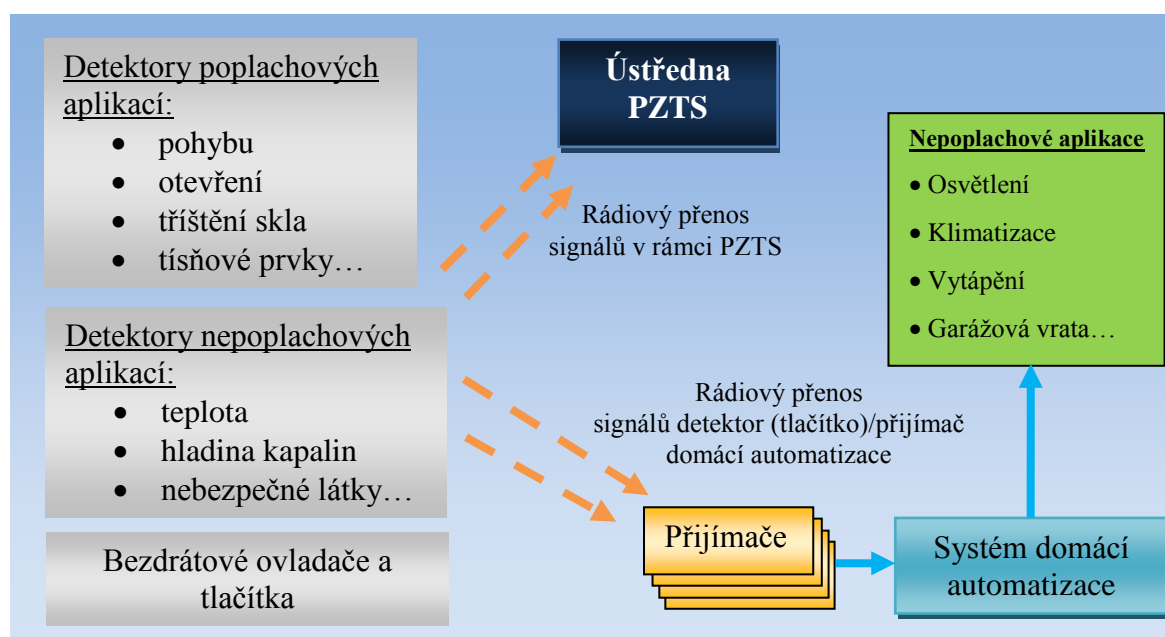 Detektory poplachových
aplikací:
• pohybu
• otevření
• tříštění skla
• tísňové prvky…
Detektory nepoplachových
aplikací:
• teplota
• hladina kapalin
• nebezpečné látky…
Bezdrátové ovladače a
tlačítka
Ústředna
PZTS
Rádiový přenos
signálů v rámci PZTS
Rádiový přenos
signálů detektor (tlačítko)/přijímač
domácí automatizace
Přijímače
Nepoplachové aplikace
• Osvětlení
• Klimatizace
• Vytápění
• Garážová vrata…
Systém domácí
automatizace